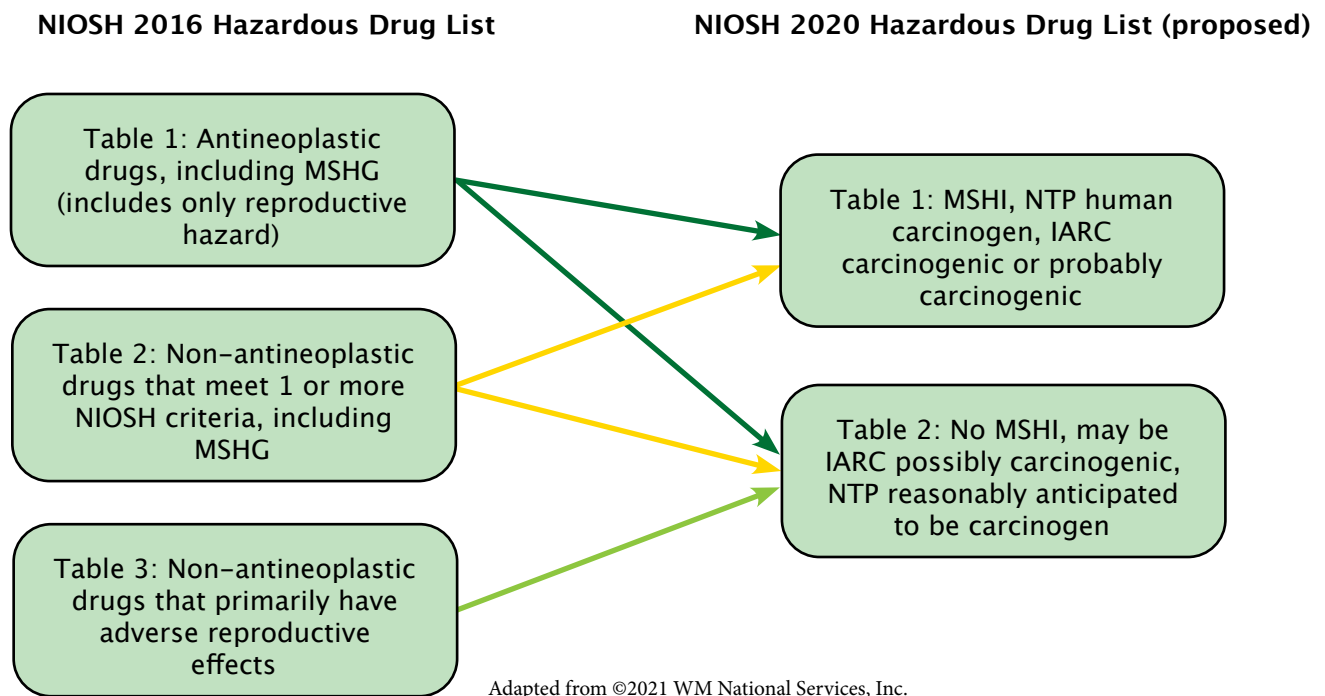 NIOSH 2016 Hazardous Drug List
NIOSH 2020 Hazardous Drug List (proposed)
Table 1: Antineoplastic
drugs, including MSHG
(includes only reproductive
hazard)
Table 2: Non–antineoplastic
drugs that meet 1 or more
NIOSH criteria, including
MSHG
Table 3: Non–antineoplastic
drugs that primarily have
adverse reproductive
effects
Table 1: MSHI, NTP human
carcinogen, IARC
carcinogenic or probably
carcinogenic
Table 2: No MSHI, may be
IARC possibly carcinogenic,
NTP reasonably anticipated
to be carcinogen
Adapted from ©2021 WM National Services, Inc.